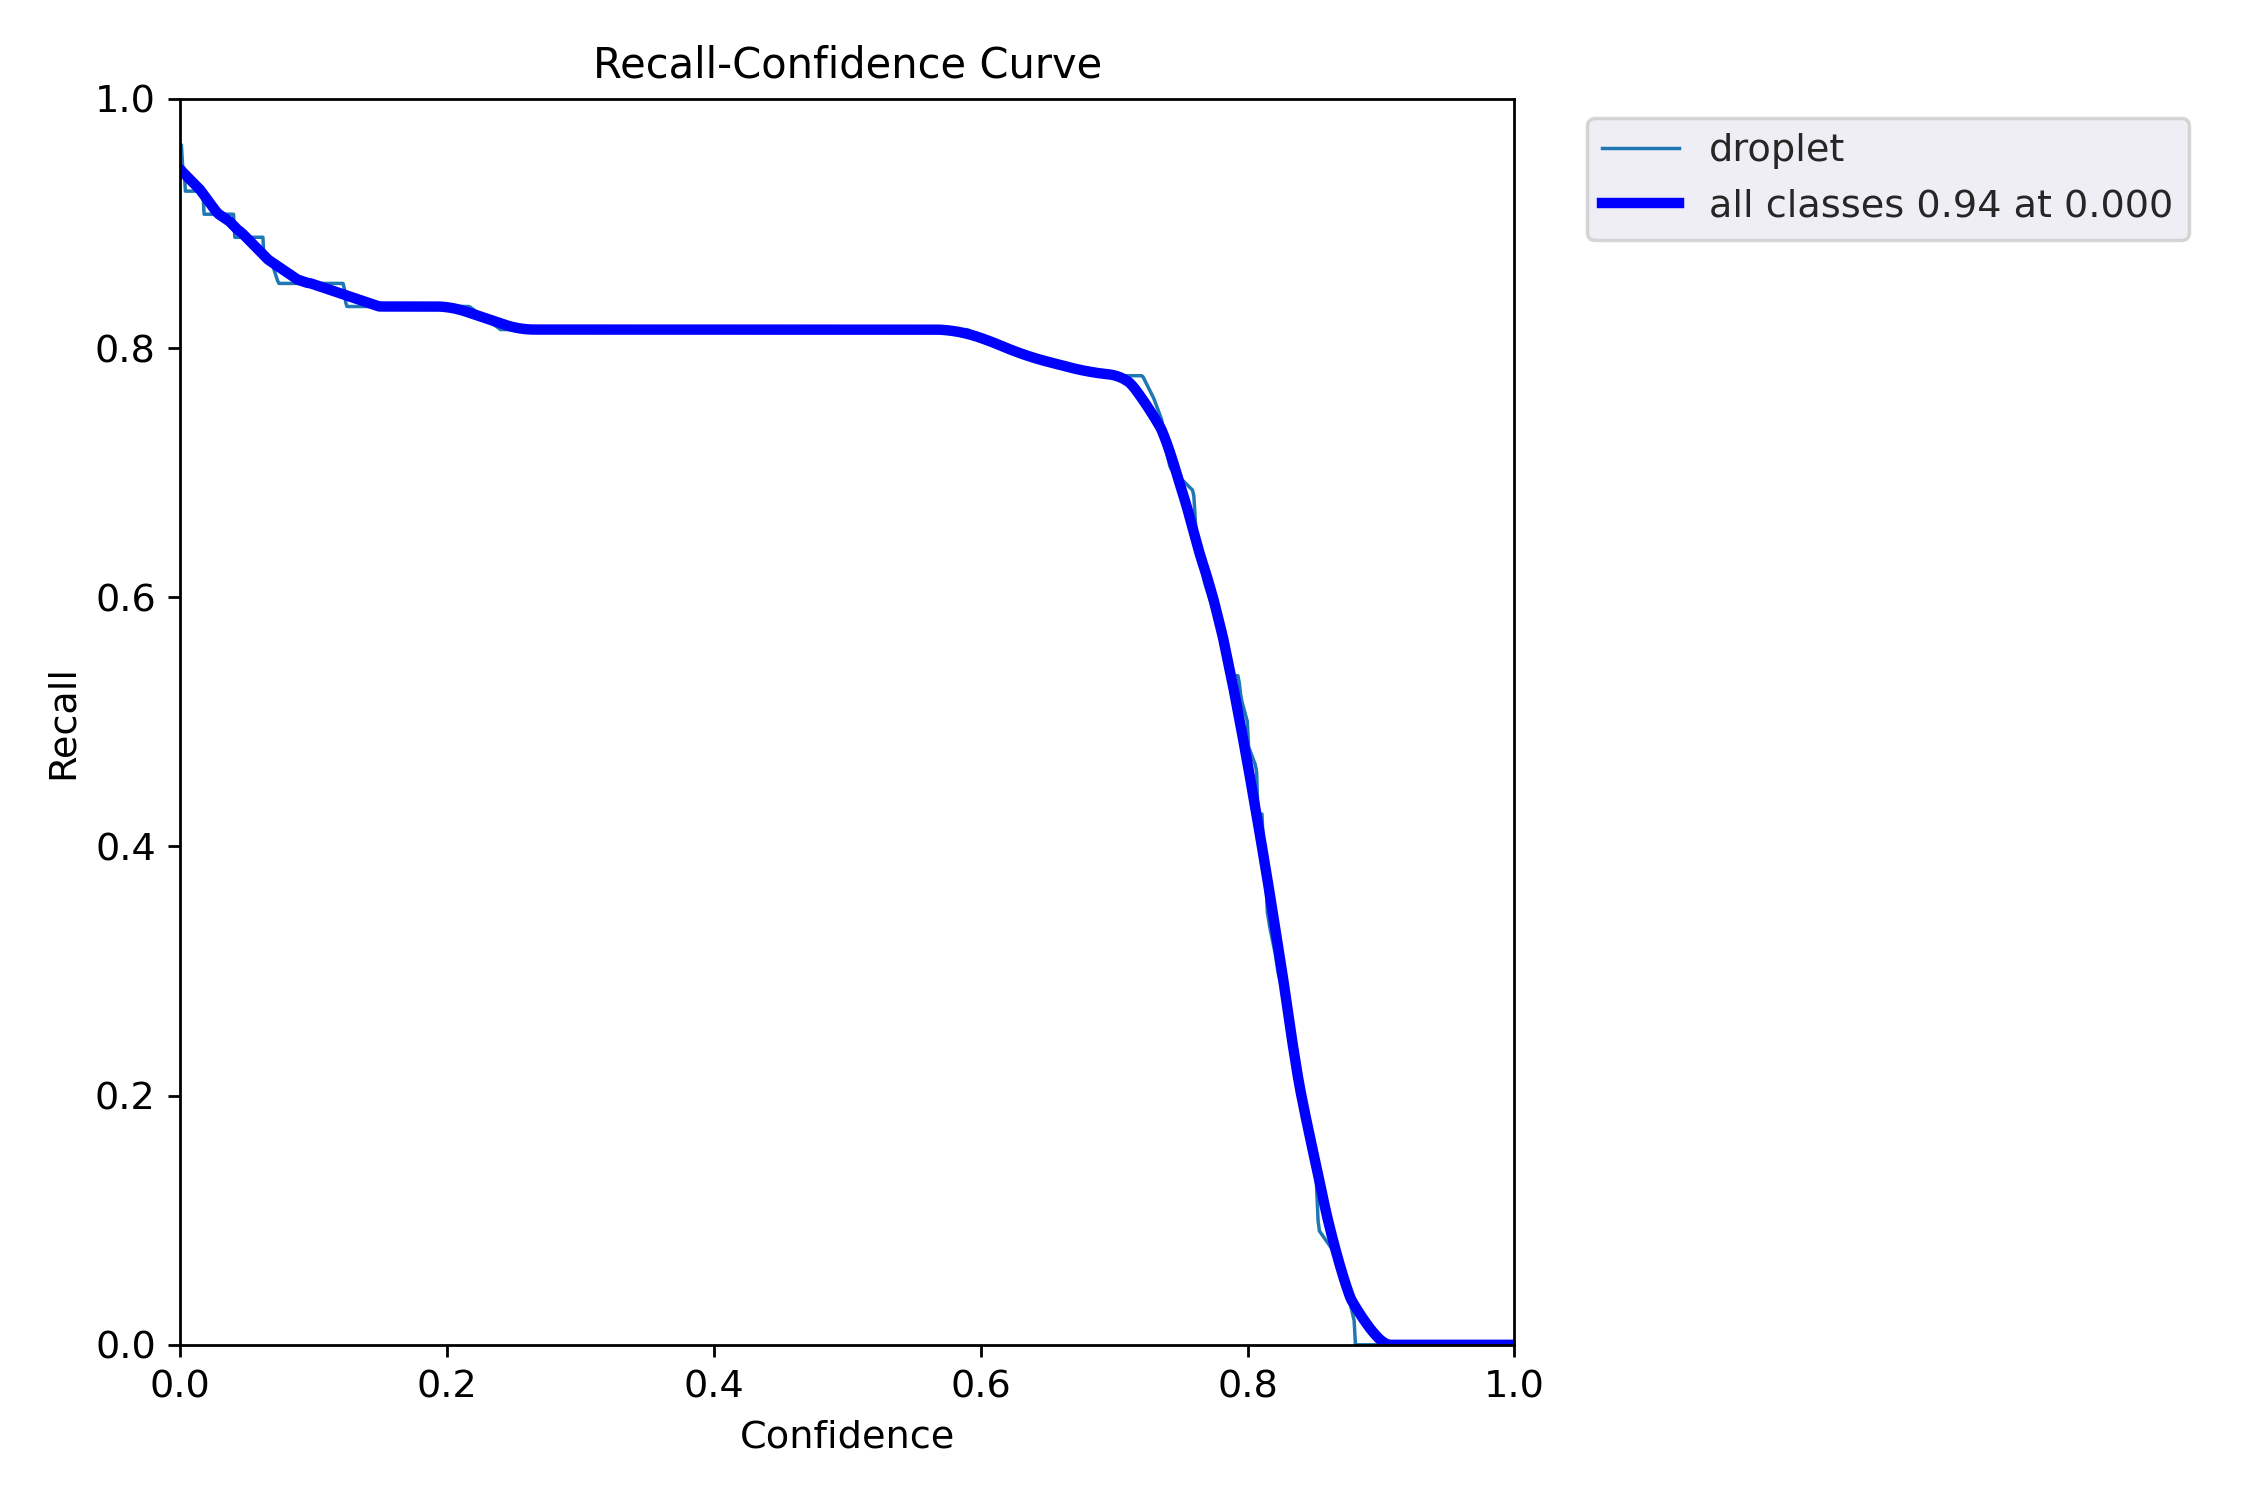 Recall-Confidence Curve
1.0
0.8
0.6
0.4
0.2
0.0
Recall
0.0 0.2 0.4 0.6 0.8 1.0
Confidence
droplet
all classes 0.94 at 0.000